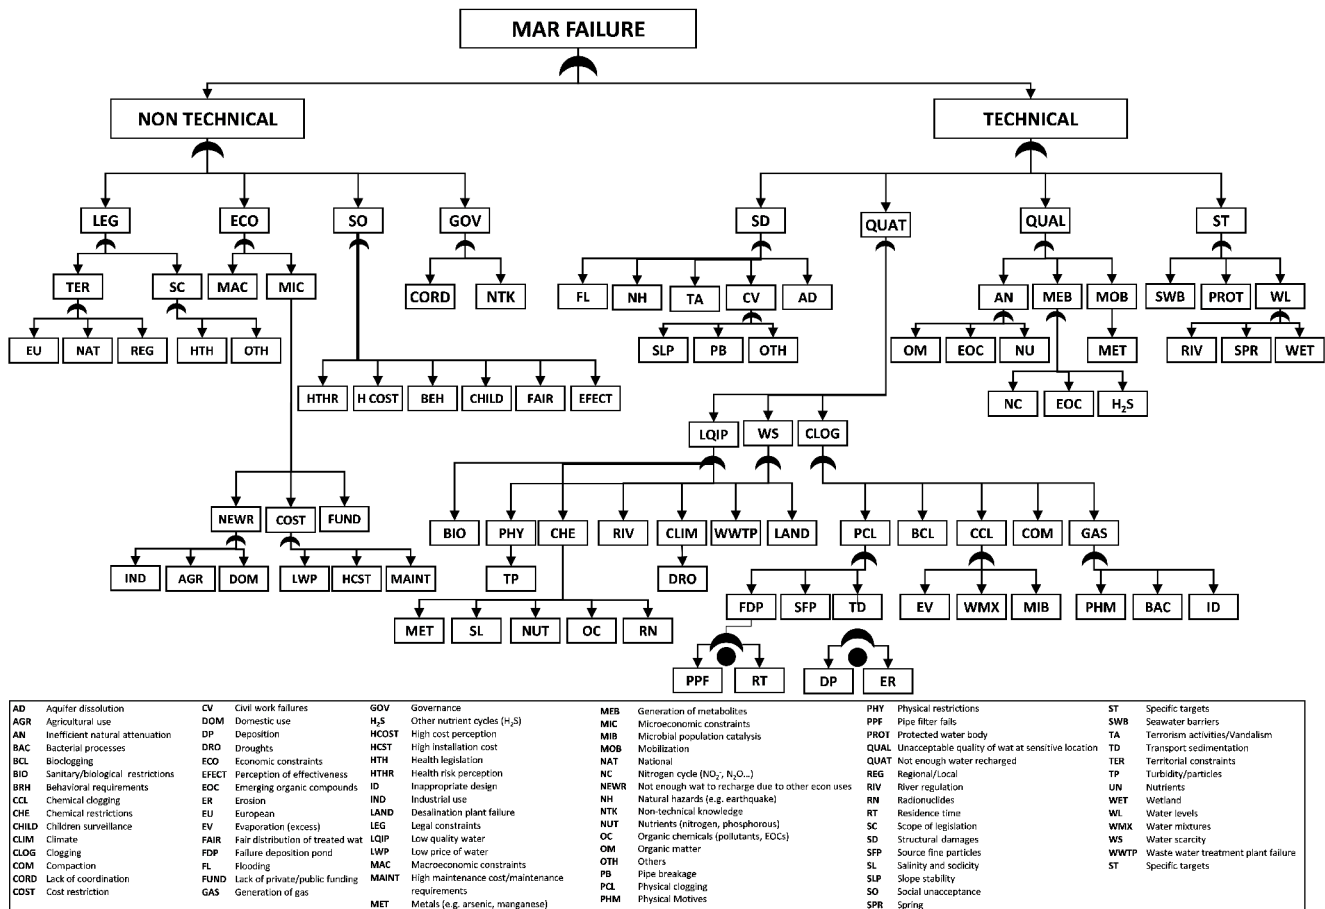 MAR FAILURE
NON TECHNICAL
TECHNICAL
LEG
ECO
SO
GOV
SD
QUAT
QUAL
ST
TER
SC
MAC
MIC
CORD
NTK
FL
NH
TA
CV
AD
AN
MEB
MOB
SWB
PROT
WL
EU
NAT
REG
HTH
OTH
SLP
PB
OTH
OM
EOC
NU
MET
RIV
SPR
WET
HTHR
H COST
BEH
CHILD
FAIR
EFECT
NC
EOC
H₂S
LQIP
WS
CLOG
NEWR
COST
FUND
BIO
PHY
CHE
RIV
CLIM
WWTP
LAND
PCL
BCL
CCL
COM
GAS
IND
AGR
DOM
LWP
HCST
MAINT
TP
DRO
FDP
SFP
TD
EV
WMX
MIB
PHM
BAC
ID
MET
SL
NUT
OC
RN
PPF
RT
DP
ER
AD Aquifer dissolution
AGR Agricultural use
AN Inefficient natural attenuation
BAC Bacterial processes
BCL Bioclogging
BIO Sanitary/biological restrictions
BRH Behavioral requirements
CCL Chemical clogging
CHE Chemical restrictions
CHILD Children surveillance
CLIM Climate
CLOG Clogging
COM Compaction
CORD Lack of coordination
COST Cost restriction
CV Civil work failures
DOM Domestic use
DP Deposition
DRO Droughts
ECO Economic constraints
EFECT Perception of effectiveness
EOC Emerging organic compounds
ER Erosion
EU European
EV Evaporation (excess)
FAIR Fair distribution of treated wat
FDP Failure deposition pond
FL Flooding
FUND Lack of private/public funding
GAS Generation of gas
GOV Governance
H₂S Other nutrient cycles (H₂S)
HCOST High cost perception
HCST High installation cost
HTH Health legislation
HTHR Health risk perception
ID Inappropriate design
IND Industrial use
LAND Desalination plant failure
LEG Legal constraints
LQIP Low quality water
LWP Low price of water
MAC Macroeconomic constraints
MAINT High maintenance cost/maintenance
requirements
MET Metals (e.g. arsenic, manganese)
MEB Generation of metabolites
MIC Microeconomic constraints
MIB Microbial population catalysis
MOB Mobilization
NAT National
NC Nitrogen cycle (NO₂⁻, N₂O...)
NEWR Not enough wat to recharge due to other econ uses
NH Natural hazards (e.g. earthquake)
NTK Non-technical knowledge
NUT Nutrients (nitrogen, phosphorous)
OC Organic chemicals (pollutants, EOCs)
OM Organic matter
OTH Others
PB Pipe breakage
PCL Physical clogging
PHM Physical Motives
PHY Physical restrictions
PPF Pipe filter fails
PROT Protected water body
QUAL Unacceptable quality of wat at sensitive location
QUAT Not enough water recharged
REG Regional/Local
RIV River regulation
RN Radionuclides
RT Residence time
SC Scope of legislation
SD Structural damages
SFP Source fine particles
SL Salinity and sodicity
SLP Slope stability
SO Social unacceptance
SPR Spring
ST Specific targets
SWB Seawater barriers
TA Terrorism activities/Vandalism
TD Transport sedimentation
TER Territorial constraints
TP Turbidity/particles
UN Nutrients
WET Wetland
WL Water levels
WMX Water mixtures
WS Water scarcity
WWTP Waste water treatment plant failure
ST Specific targets